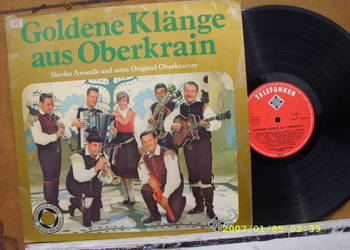 Goldene Klänge
aus Oberkrain
Slavko Avsenik und seine Original Oberkrainer
TELEFUNKEN
2007/01/05 02:39